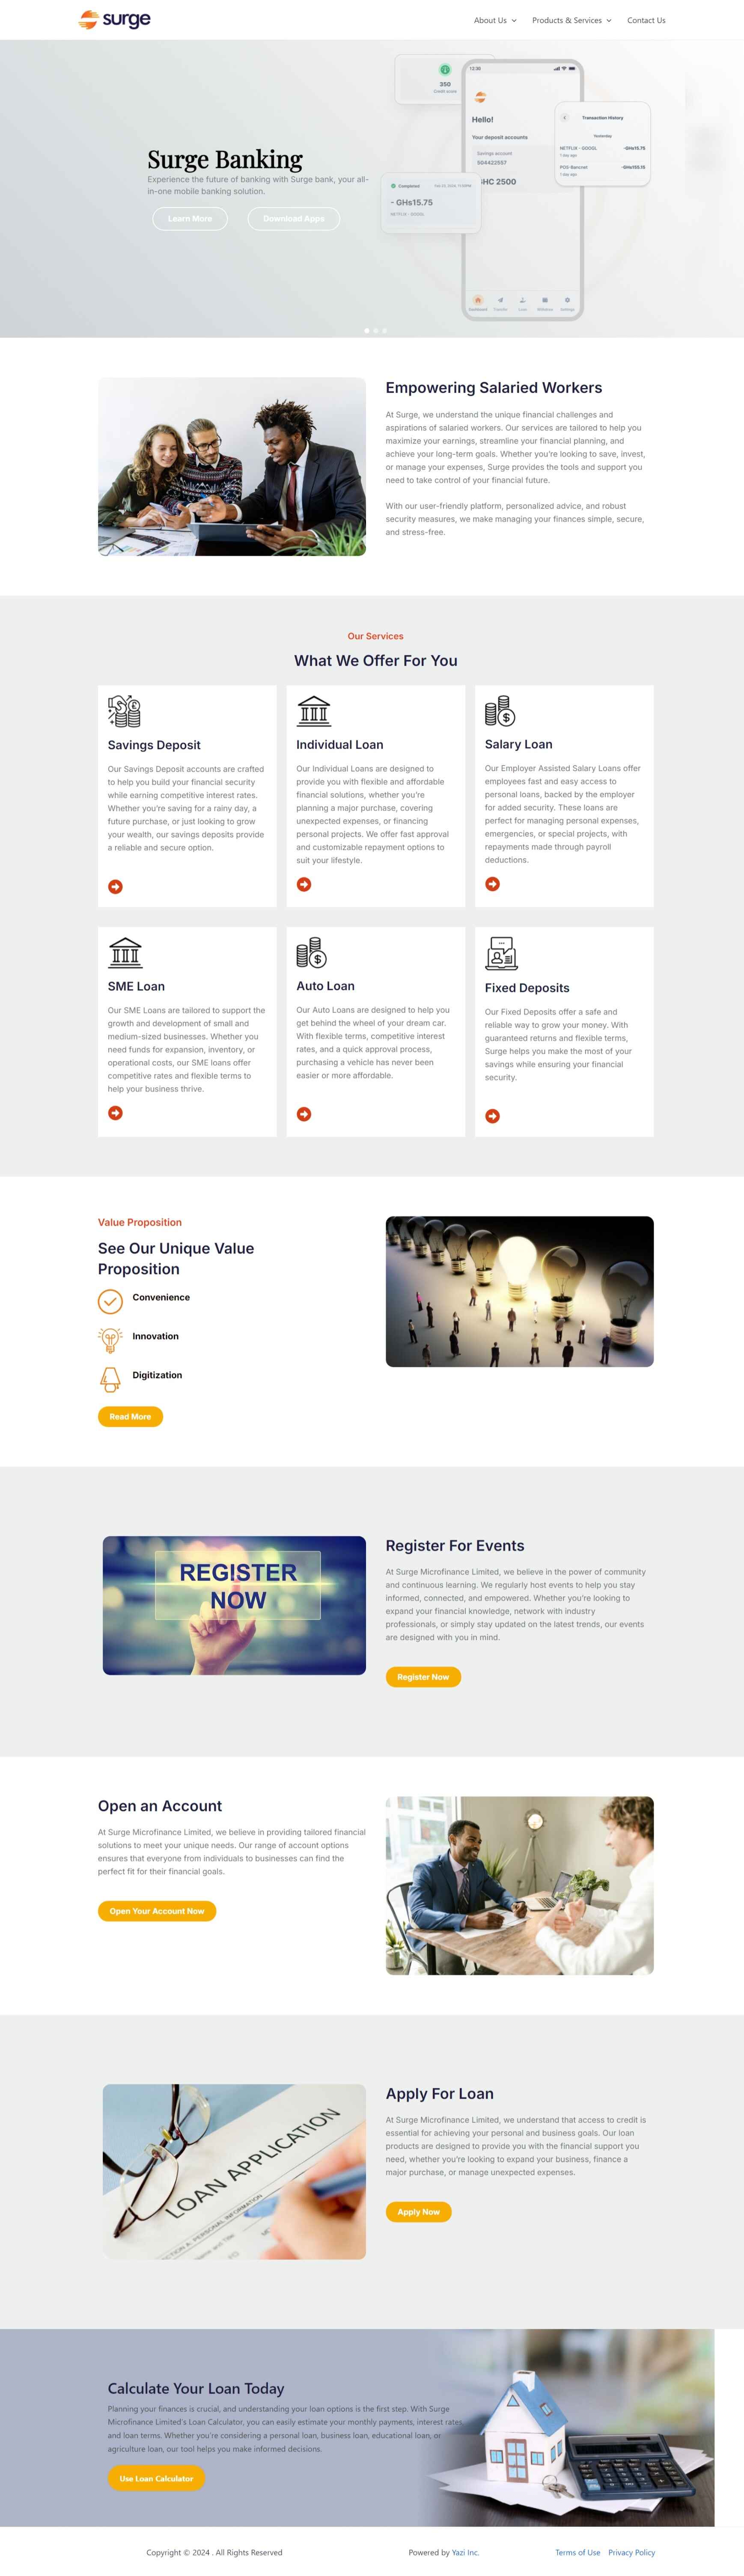 surge
About Us
Products & Services
Contact Us
350
Credit score
12:30
Hello!
Your deposit accounts
Savings account
SG4422557
HC 2500
Transaction History
Yesterday
NETFLIX - GOOGL
-GHs15.75
1 day ago
POS-Bancnet
-GHs155.15
1 day ago
Completed
- GHs15.75
NETFLIX - GOOGL
Dashboard
Transfer
Loan
Withdraw
Settings
Surge Banking
Experience the future of banking with Surge bank, your all-
in-one mobile banking solution.
Learn More
Download Apps
Empowering Salaried Workers
At Surge, we understand the unique financial challenges and
aspirations of salaried workers. Our services are tailored to help you
maximize your earnings, streamline your financial planning, and
achieve your long-term goals. Whether you're looking to save, invest,
or manage your expenses, Surge provides the tools and support you
need to take control of your financial future.
With our user-friendly platform, personalized advice, and robust
security measures, we make managing your finances simple, secure,
and stress-free.
Our Services
What We Offer For You
Savings Deposit
Our Savings Deposit accounts are crafted
to help you build your financial security
while earning competitive interest rates.
Whether you're saving for a rainy day, a
future purchase, or just looking to grow
your wealth, our savings deposits provide
a reliable and secure option.
Individual Loan
Our Individual Loans are designed to
provide you with flexible and affordable
financial solutions, whether you're
planning a major purchase, covering
unexpected expenses, or financing
personal projects. We offer fast approval
and customizable repayment options to
suit your lifestyle.
Salary Loan
Our Employer Assisted Salary Loans offer
employees fast and easy access to
personal loans, backed by the employer
for added security. These loans are
perfect for managing personal expenses,
emergencies, or special projects, with
repayments made through payroll
deductions.
SME Loan
Our SME Loans are tailored to support the
growth and development of small and
medium-sized businesses. Whether you
need funds for expansion, inventory, or
operational costs, our SME loans offer
competitive rates and flexible terms to
help your business thrive.
Auto Loan
Our Auto Loans are designed to help you
get behind the wheel of your dream car.
With flexible terms, competitive interest
rates, and a quick approval process,
purchasing a vehicle has never been
easier or more affordable.
Fixed Deposits
Our Fixed Deposits offer a safe and
reliable way to grow your money. With
guaranteed returns and flexible terms,
Surge helps you make the most of your
savings while ensuring your financial
security.
Value Proposition
See Our Unique Value
Proposition
Convenience
Innovation
Digitization
Read More
REGISTER
NOW
Register For Events
At Surge Microfinance Limited, we believe in the power of community
and continuous learning. We regularly host events to help you stay
informed, connected, and empowered. Whether you're looking to
expand your financial knowledge, network with industry
professionals, or simply stay updated on the latest trends, our events
are designed with you in mind.
Register Now
Open an Account
At Surge Microfinance Limited, we believe in providing tailored financial
solutions to meet your unique needs. Our range of account options
ensures that everyone from individuals to businesses can find the
perfect fit for their financial goals.
Open Your Account Now
LOAN APPLICATION
Apply For Loan
At Surge Microfinance Limited, we understand that access to credit is
essential for achieving your personal and business goals. Our loan
products are designed to provide you with the financial support you
need, whether you're looking to expand your business, finance a
major purchase, or manage unexpected expenses.
Apply Now
Calculate Your Loan Today
Planning your finances is crucial, and understanding your loan options is the first step. With Surge
Microfinance Limited's Loan Calculator, you can easily estimate your monthly payments, interest rates,
and loan terms. Whether you're considering a personal loan, business loan, educational loan, or
agriculture loan, our tool helps you make informed decisions.
Use Loan Calculator
Copyright © 2024 . All Rights Reserved
Powered by Yazi Inc.
Terms of Use
Privacy Policy